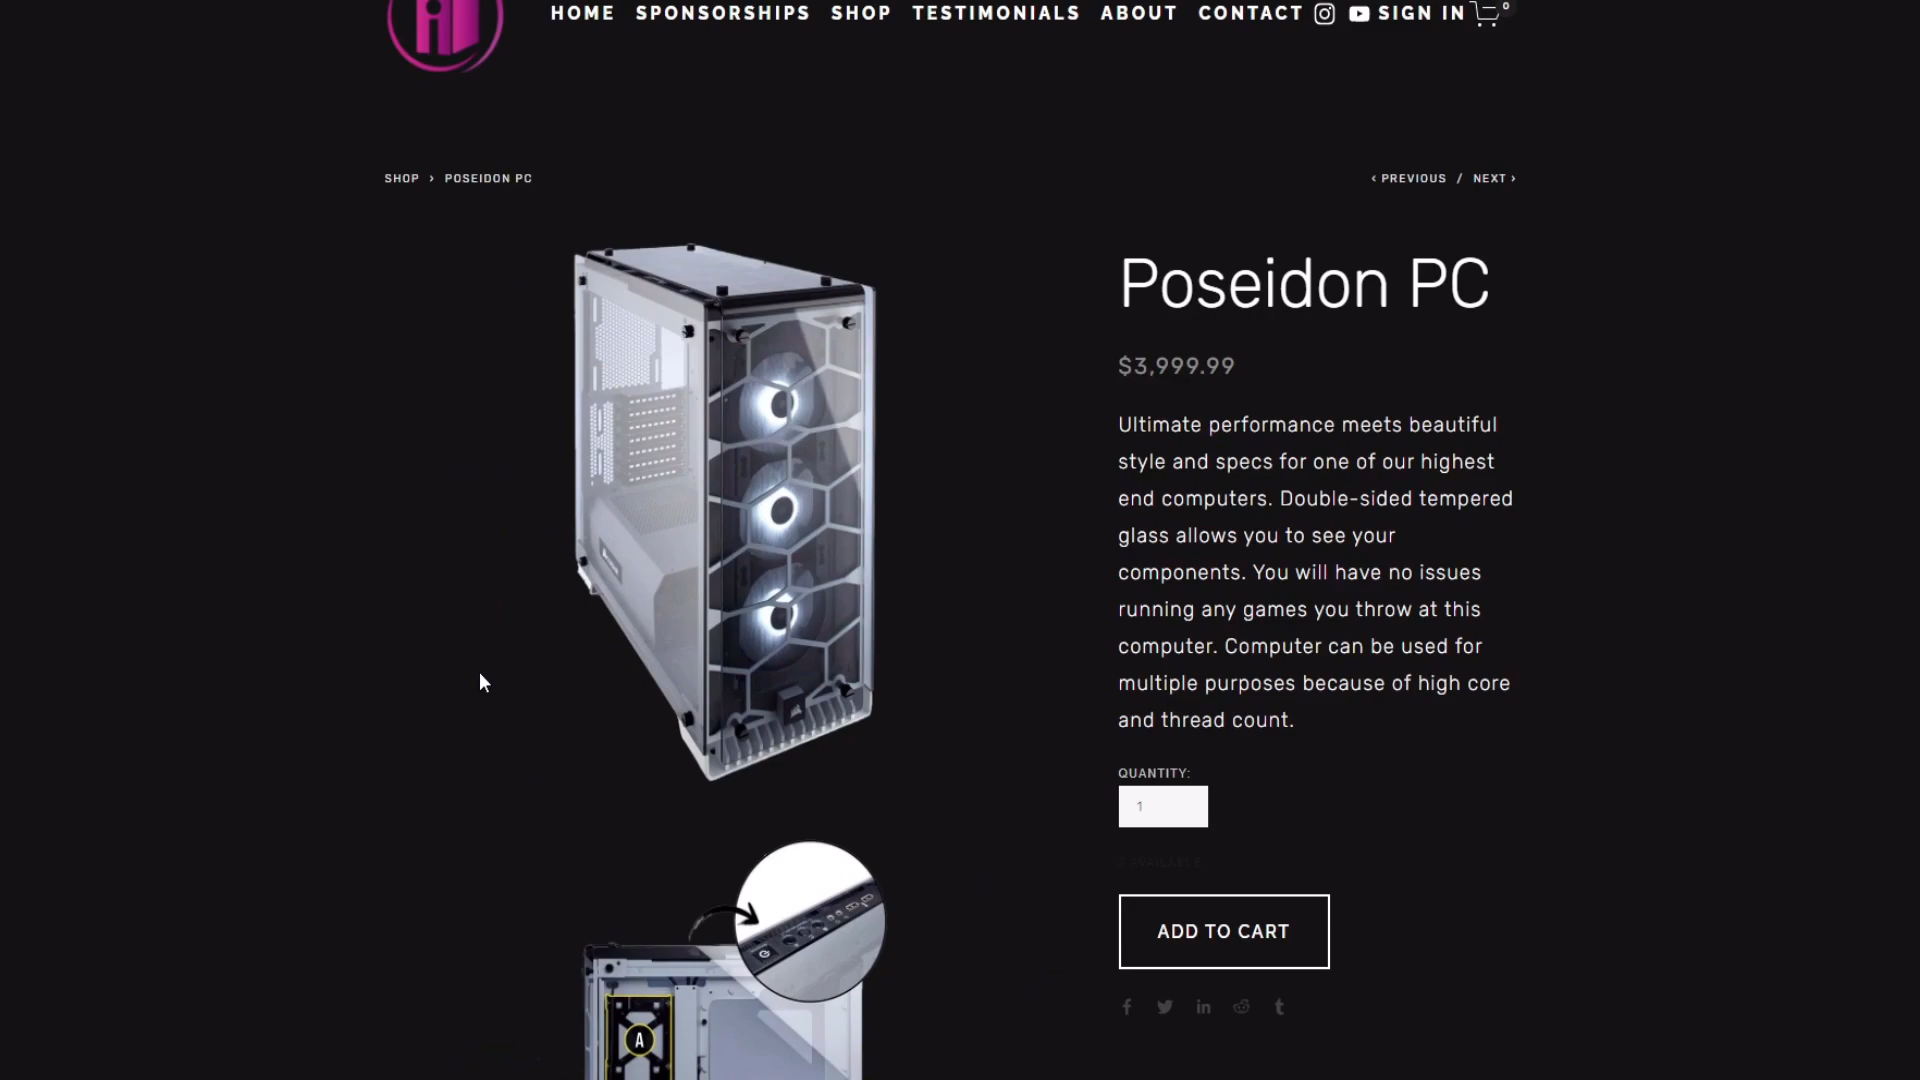 HOME SPONSORSHIPS SHOP TESTIMONIALS ABOUT CONTACT SIGN IN 0
SHOP › POSEIDON PC
‹ PREVIOUS / NEXT ›
Poseidon PC
$3,999.99
Ultimate performance meets beautiful
style and specs for one of our highest
end computers. Double-sided tempered
glass allows you to see your
components. You will have no issues
running any games you throw at this
computer. Computer can be used for
multiple purposes because of high core
and thread count.
QUANTITY:
1
AVAILABLE
ADD TO CART
A